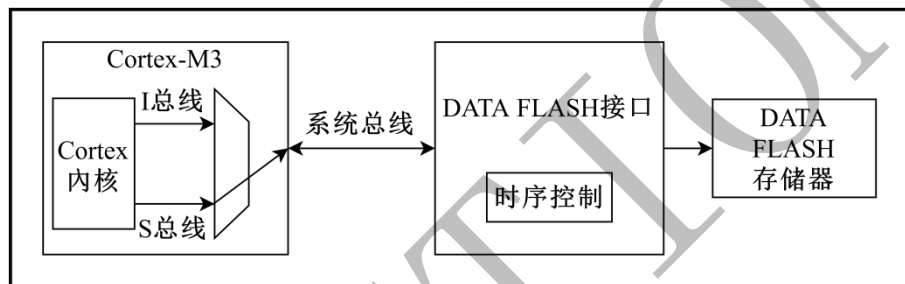 Cortex-M3
I总线
Cortex
内核
S总线
系统总线
DATA FLASH接口
时序控制
DATA
FLASH
存储器